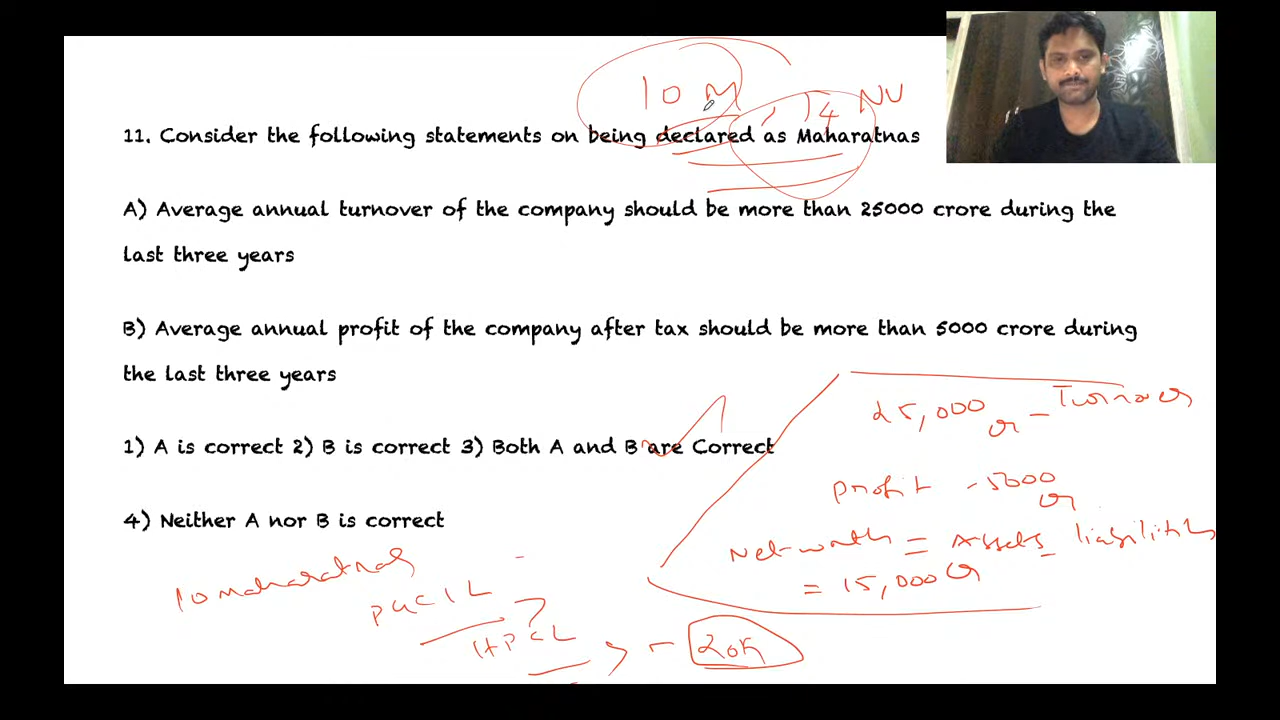 10 M, 14 NV
11. Consider the following statements on being declared as Maharatnas
A) Average annual turnover of the company should be more than 25000 crore during the
last three years
B) Average annual profit of the company after tax should be more than 5000 crore during
the last three years
25,000 cr - Turnover
1) A is correct 2) B is correct 3) Both A and B are Correct
profit - 5000 cr
4) Neither A nor B is correct
Net-worth = Assets - liabilities
= 15,000 cr
10 maharatnas
PGCIL
HPCL